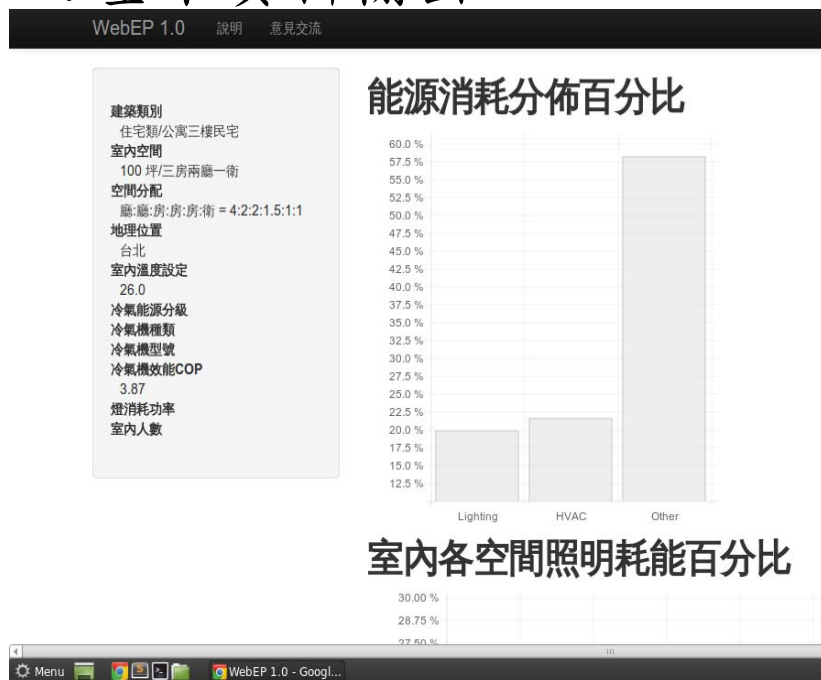 WebEP 1.0 說明 意見交流
建築類別
住宅類/公寓三樓民宅
室內空間
100 坪/三房兩廳一衛
空間分配
廳:廳:房:房:房:衛 = 4:2:2:1.5:1:1
地理位置
台北
室內溫度設定
26.0
冷氣能源分級
冷氣機種類
冷氣機型號
冷氣機效能COP
3.87
燈消耗功率
室內人數
能源消耗分佈百分比
60.0 %
57.5 %
55.0 %
52.5 %
50.0 %
47.5 %
45.0 %
42.5 %
40.0 %
37.5 %
35.0 %
32.5 %
30.0 %
27.5 %
25.0 %
22.5 %
20.0 %
17.5 %
15.0 %
12.5 %
Lighting HVAC Other
室內各空間照明耗能百分比
30.00 %
28.75 %
27.50 %
Menu WebEP 1.0 - Googl...